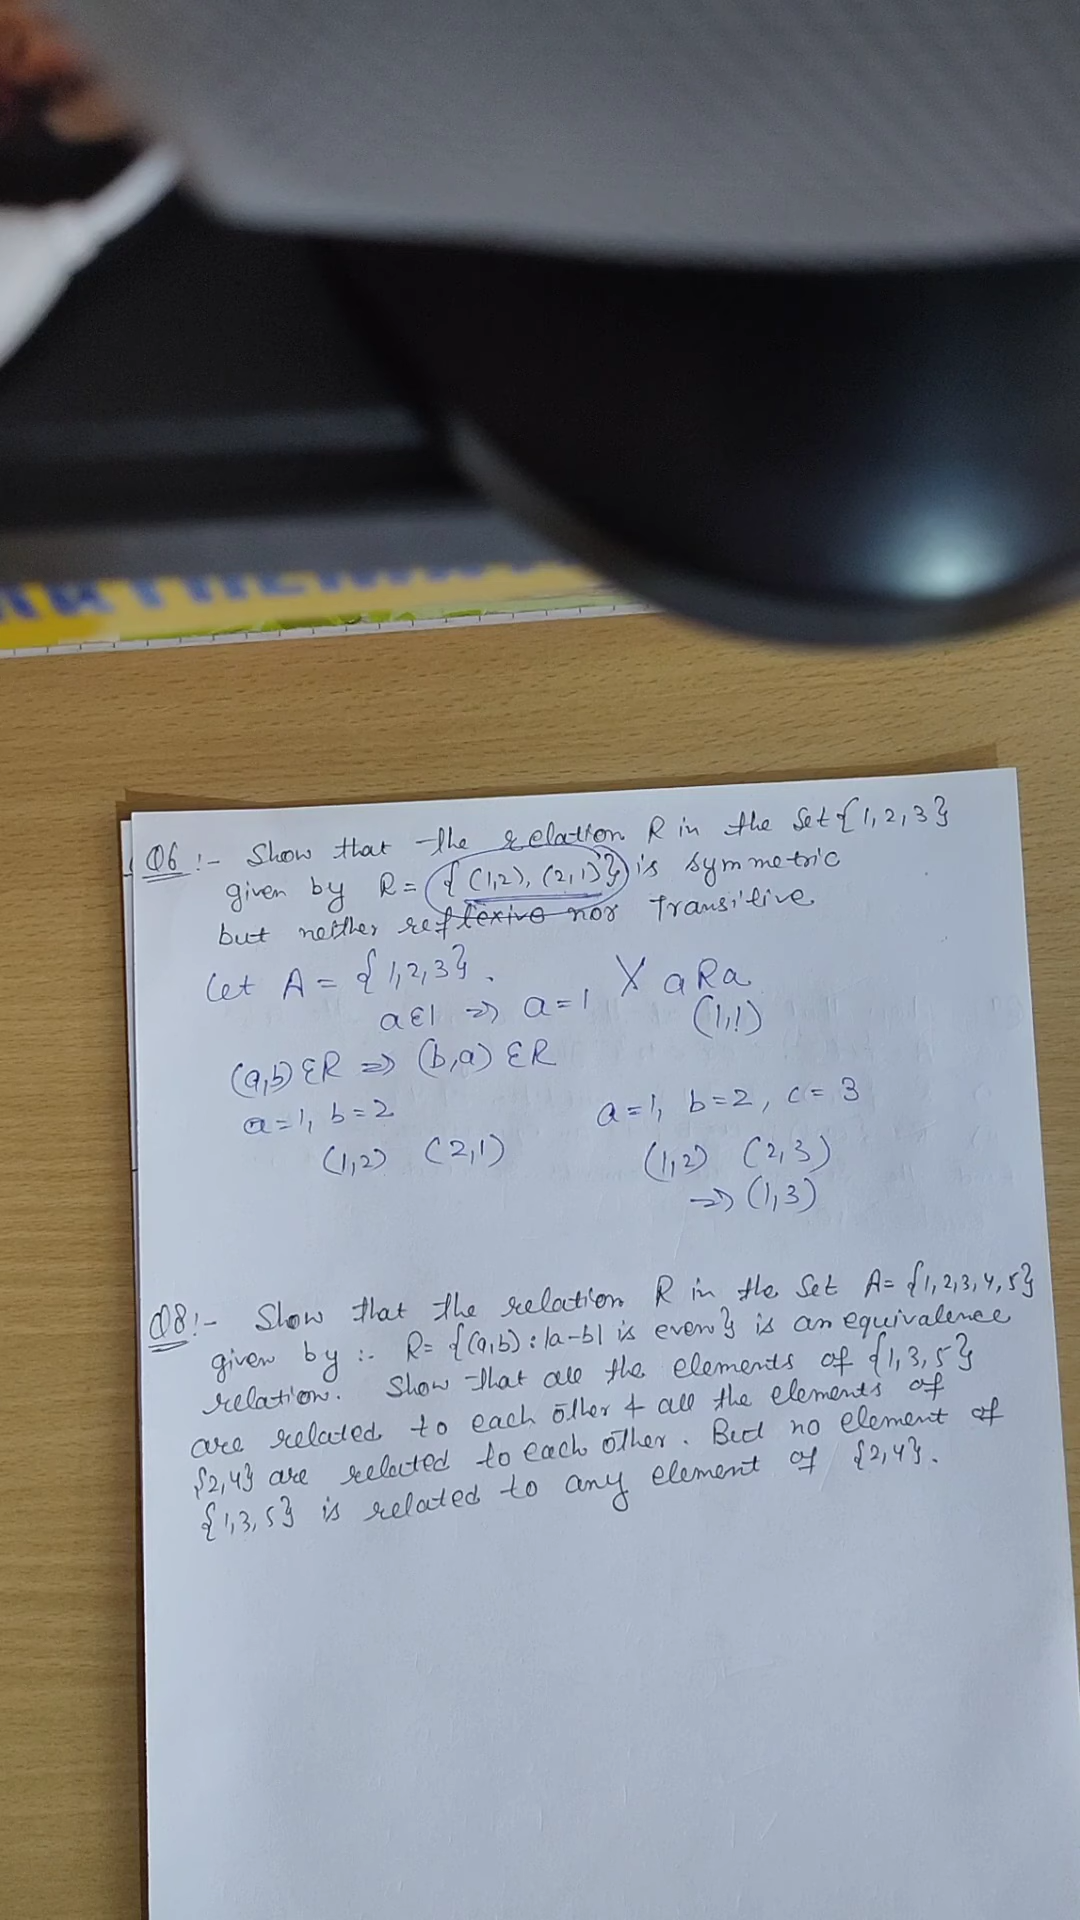 Q6 :- Show that the relation R in the set {1,2,3}
given by R = { (1,2), (2,1) } is symmetric
but neither reflexive nor transitive
Let A = {1,2,3}.
a ε 1 => a = 1 X aRa
(1,1)
(a,b) ε R => (b,a) ε R
a = 1, b = 2
(1,2) (2,1)
a = 1, b = 2, c = 3
(1,2) (2,3)
=> (1,3)
Q8 :- Show that the relation R in the set A = {1,2,3,4,5}
given by :- R = {(a,b) : |a-b| is even} is an equivalence
relation. Show that all the elements of {1,3,5}
are related to each other & all the elements of
{2,4} are related to each other. But no element of
{1,3,5} is related to any element of {2,4}.